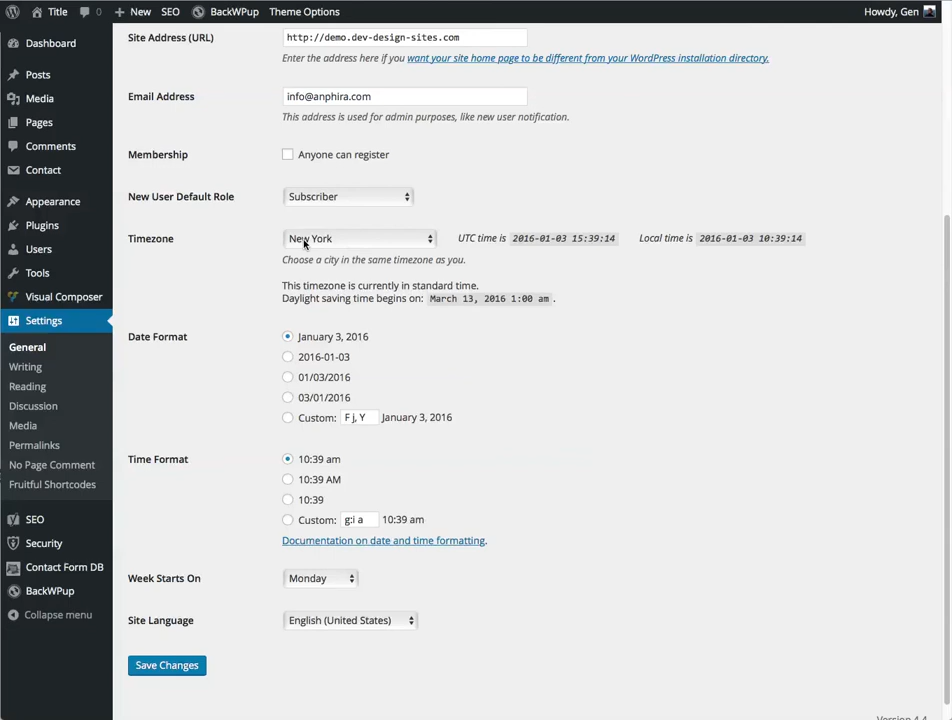 Title
New
SEO
BackWPup
Theme Options
Howdy, Gen
Dashboard
Posts
Media
Pages
Comments
Contact
Appearance
Plugins
Users
Tools
Visual Composer
Settings
General
Writing
Reading
Discussion
Media
Permalinks
No Page Comment
Fruitful Shortcodes
SEO
Security
Contact Form DB
BackWPup
Collapse menu
Site Address (URL)
http://demo.dev-design-sites.com
Enter the address here if you want your site home page to be different from your WordPress installation directory.
Email Address
info@anphira.com
This address is used for admin purposes, like new user notification.
Membership
Anyone can register
New User Default Role
Subscriber
Timezone
New York
UTC time is 2016-01-03 15:39:14
Local time is 2016-01-03 10:39:14
Choose a city in the same timezone as you.
This timezone is currently in standard time.
Daylight saving time begins on: March 13, 2016 1:00 am .
Date Format
January 3, 2016
2016-01-03
01/03/2016
03/01/2016
Custom: F j, Y January 3, 2016
Time Format
10:39 am
10:39 AM
10:39
Custom: g:i a 10:39 am
Documentation on date and time formatting.
Week Starts On
Monday
Site Language
English (United States)
Save Changes
Version 4.4